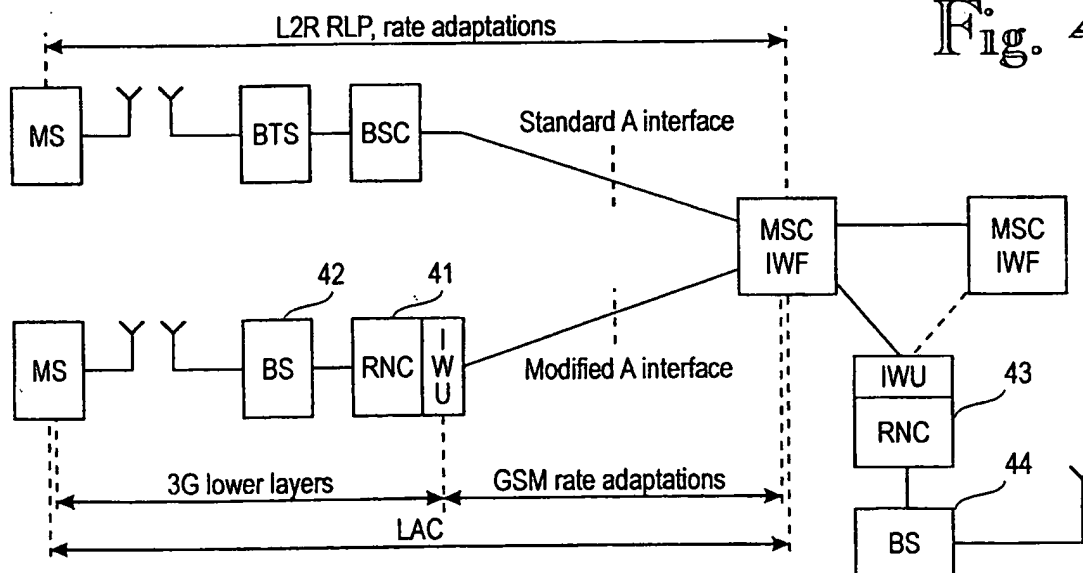 L2R RLP, rate adaptations
Fig. 4
MS
BTS
BSC
Standard A interface
MSC
IWF
MSC
IWF
42
41
MS
BS
RNC
I
W
U
Modified A interface
IWU
RNC
43
3G lower layers
GSM rate adaptations
LAC
44
BS